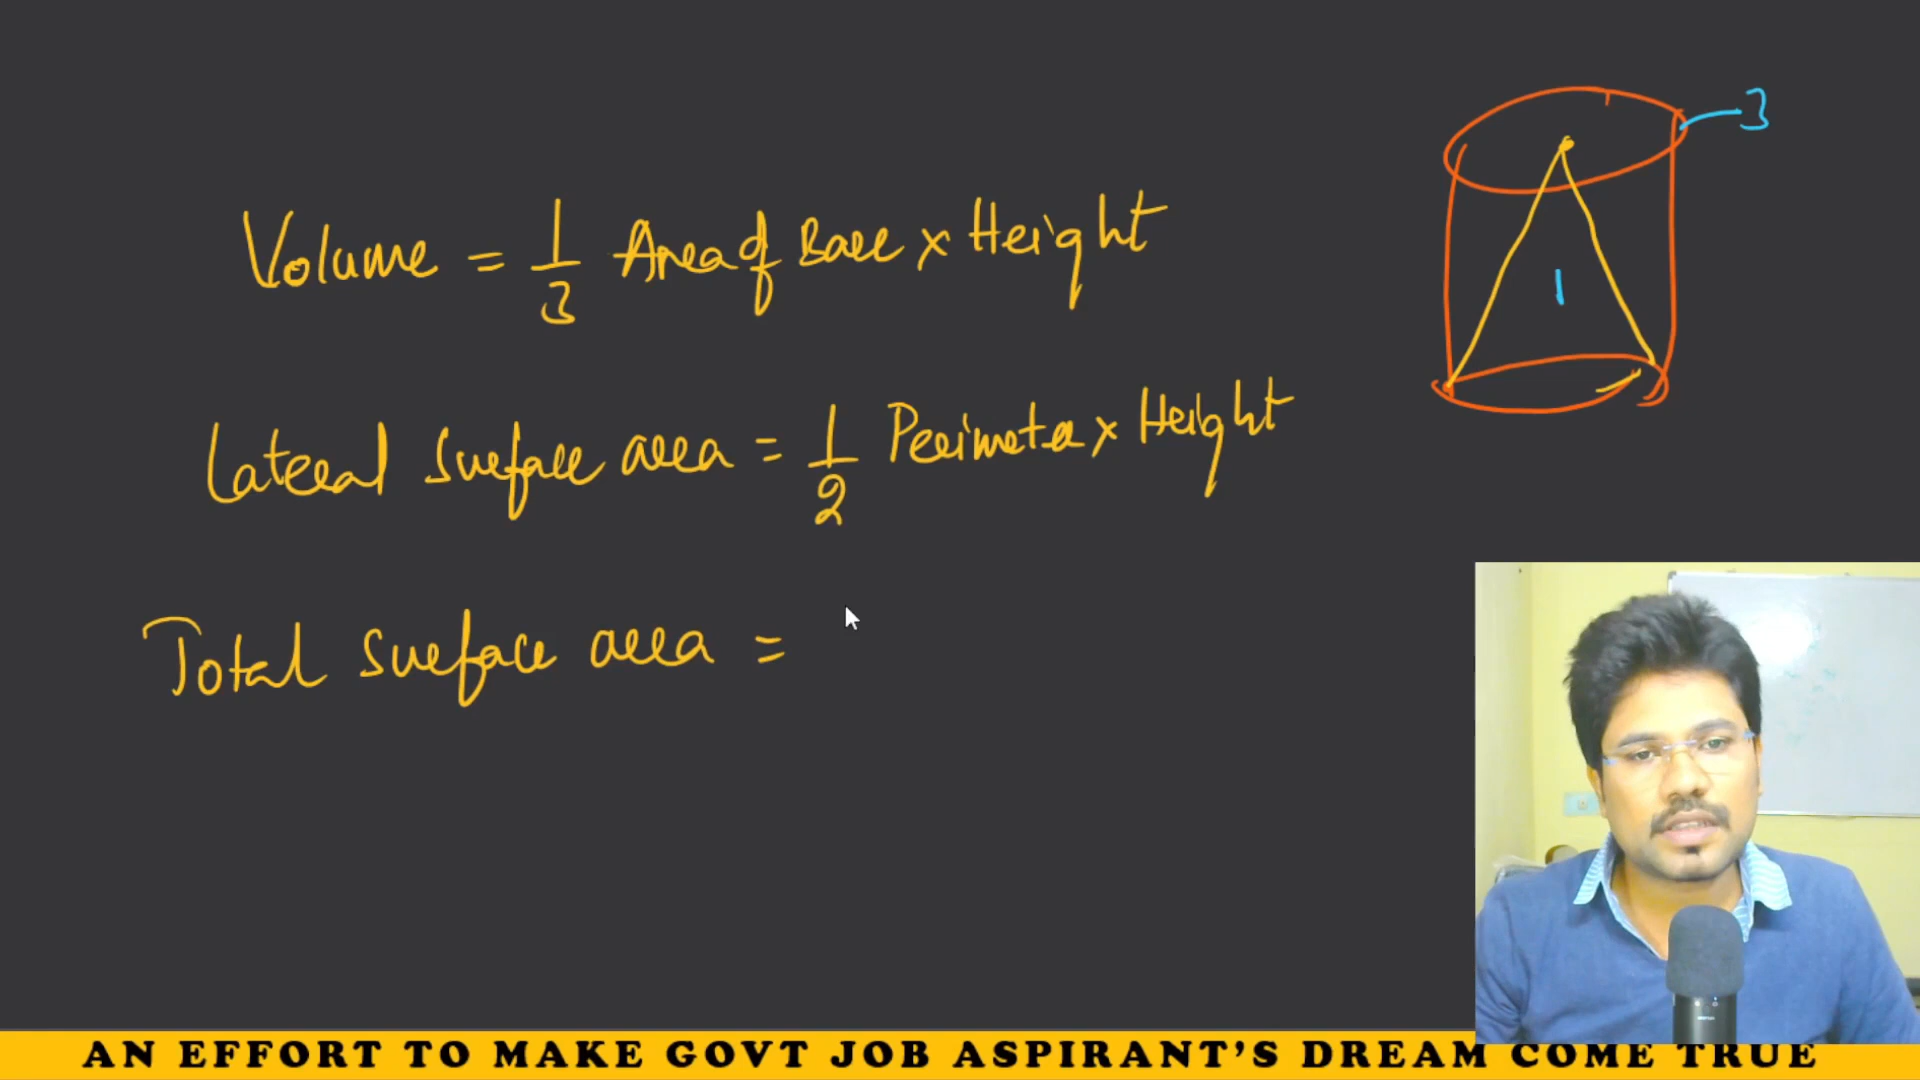 Volume = 1/3 Area of Base × Height
3
1
Lateral Surface area = 1/2 Perimeter × Height
Total Surface area =
AN EFFORT TO MAKE GOVT JOB ASPIRANT'S DREAM COME TRUE